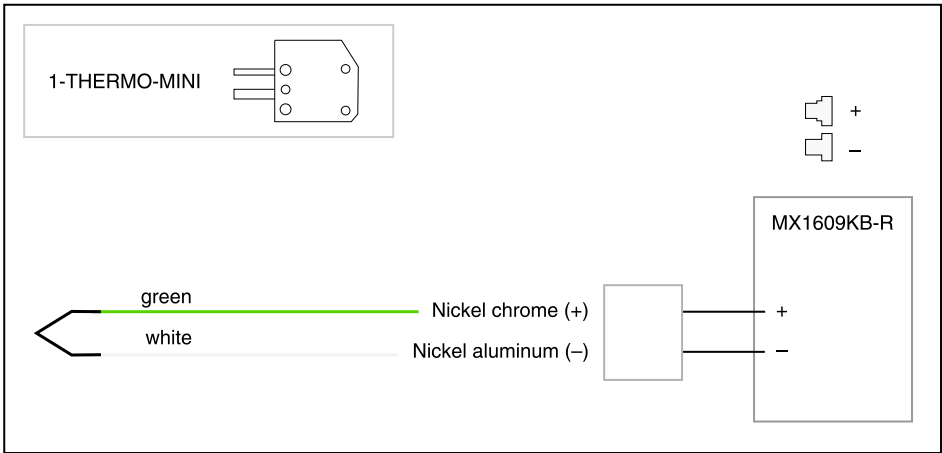 1-THERMO-MINI
+
–
MX1609KB-R
green
Nickel chrome (+)
+
white
Nickel aluminum (–)
–